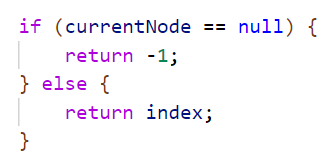 if (currentNode == null) {
    return -1;
} else {
    return index;
}